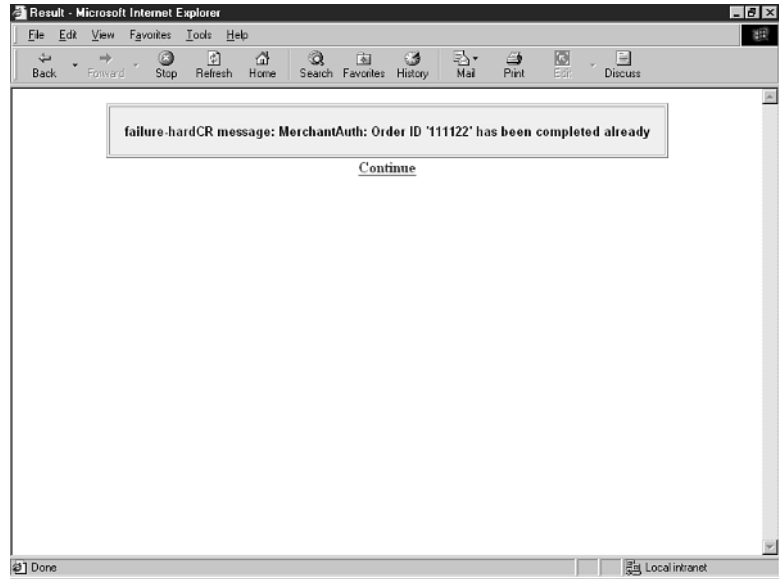 Result - Microsoft Internet Explorer
File Edit View Favorites Tools Help
Back Forward Stop Refresh Home Search Favorites History Mail Print Edit Discuss
failure-hardCR message: MerchantAuth: Order ID '111122' has been completed already
Continue
Done Local intranet